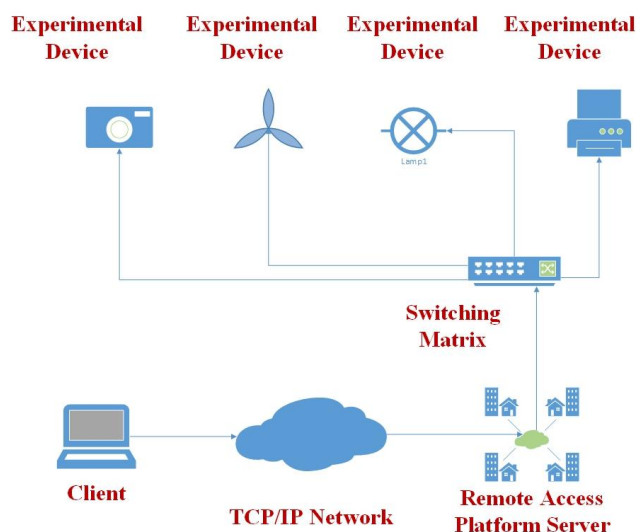 Experimental
Device
Experimental
Device
Experimental
Device
Experimental
Device
Lamp1
Switching
Matrix
Client
TCP/IP Network
Remote Access
Platform Server